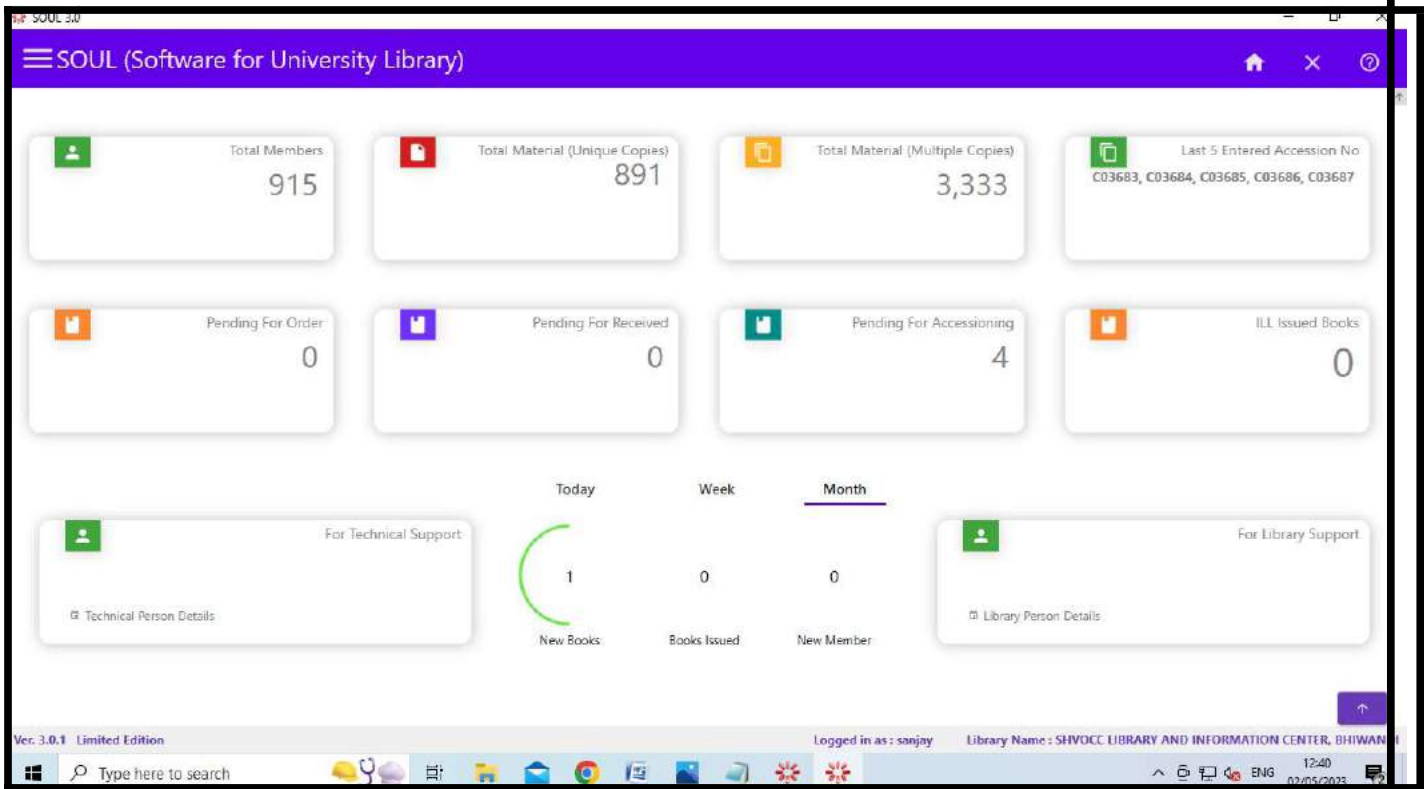 SOUL 3.0
SOUL (Software for University Library)
Total Members
915
Total Material (Unique Copies)
891
Total Material (Multiple Copies)
3,333
Last 5 Entered Accession No
C03683, C03684, C03685, C03686, C03687
Pending For Order
0
Pending For Received
0
Pending For Accessioning
4
ILL Issued Books
0
Today Week Month
For Technical Support
Technical Person Details
1 0 0
New Books Books Issued New Member
For Library Support
Library Person Details
Ver. 3.0.1 Limited Edition Logged in as : sanjay Library Name : SHVOCC LIBRARY AND INFORMATION CENTER, BHIWANDI
Type here to search
ENG
12:40
02/05/2023
2